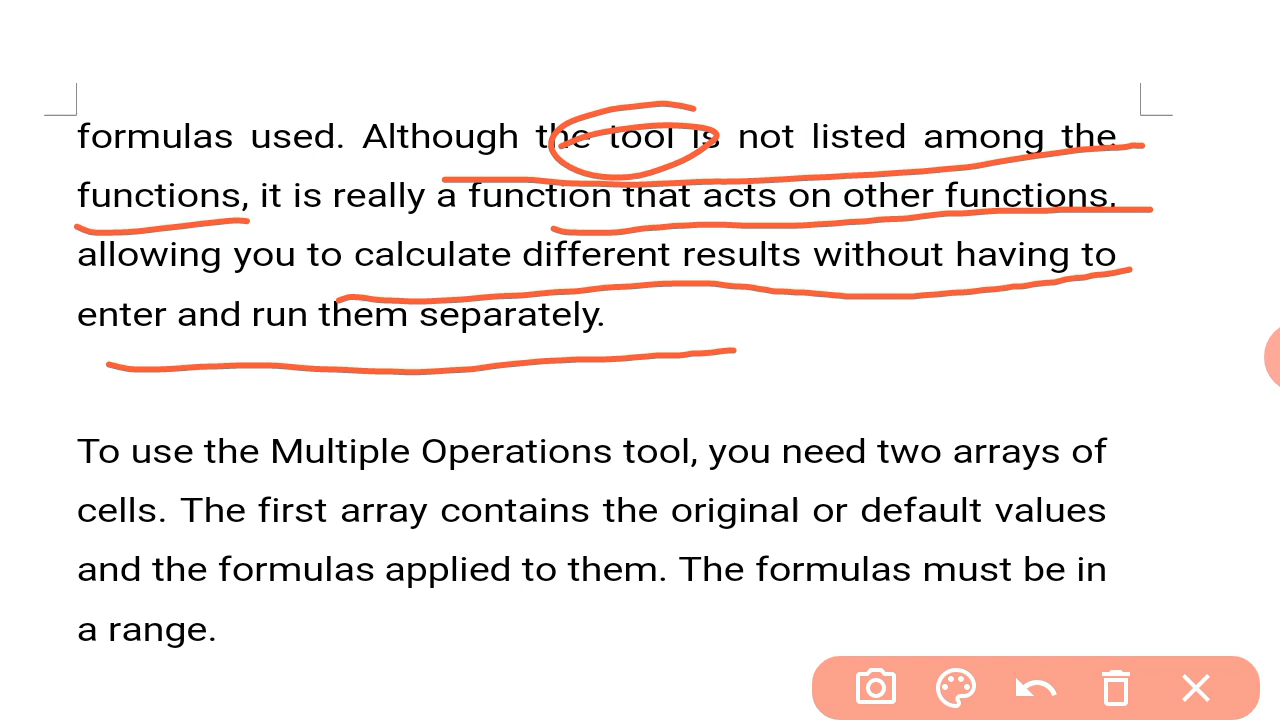 formulas used. Although the tool is not listed among the
functions, it is really a function that acts on other functions,
allowing you to calculate different results without having to
enter and run them separately.
To use the Multiple Operations tool, you need two arrays of
cells. The first array contains the original or default values
and the formulas applied to them. The formulas must be in
a range.